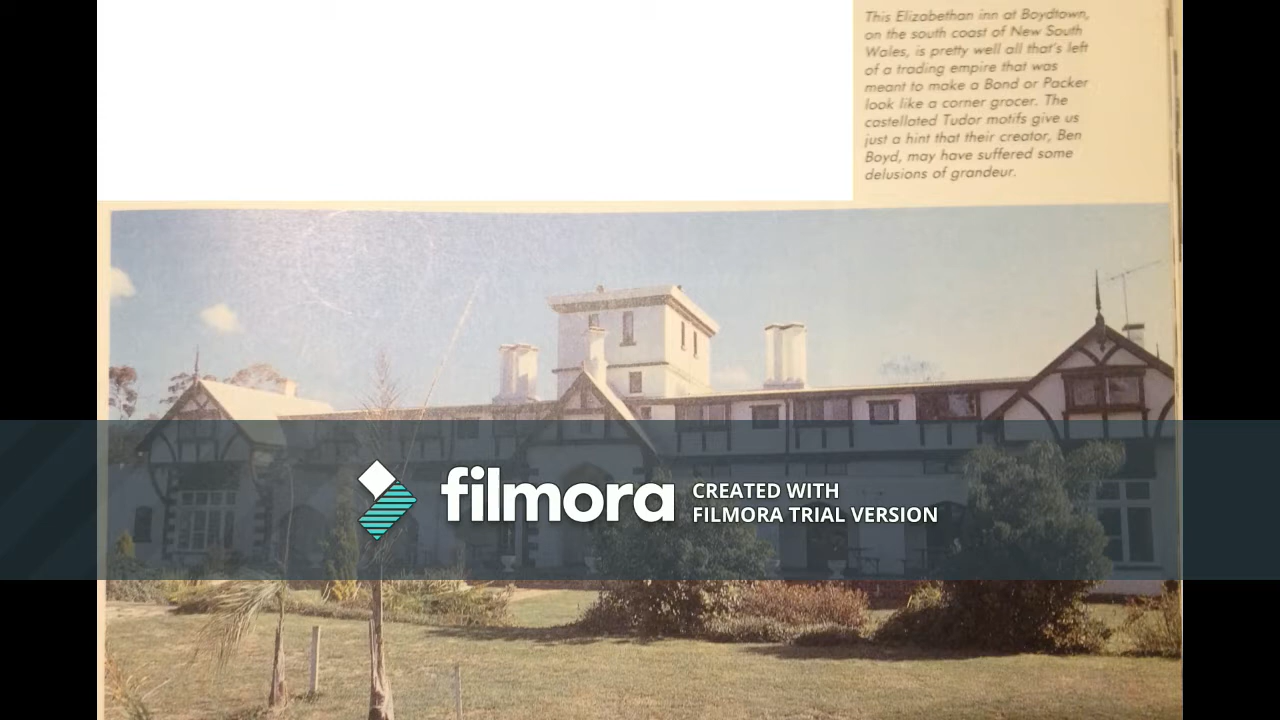 This Elizabethan inn at Boydtown,
on the south coast of New South
Wales, is pretty well all that's left
of a trading empire that was
meant to make a Bond or Packer
look like a corner grocer. The
castellated Tudor motifs give us
just a hint that their creator, Ben
Boyd, may have suffered some
delusions of grandeur.
filmora
CREATED WITH
FILMORA TRIAL VERSION